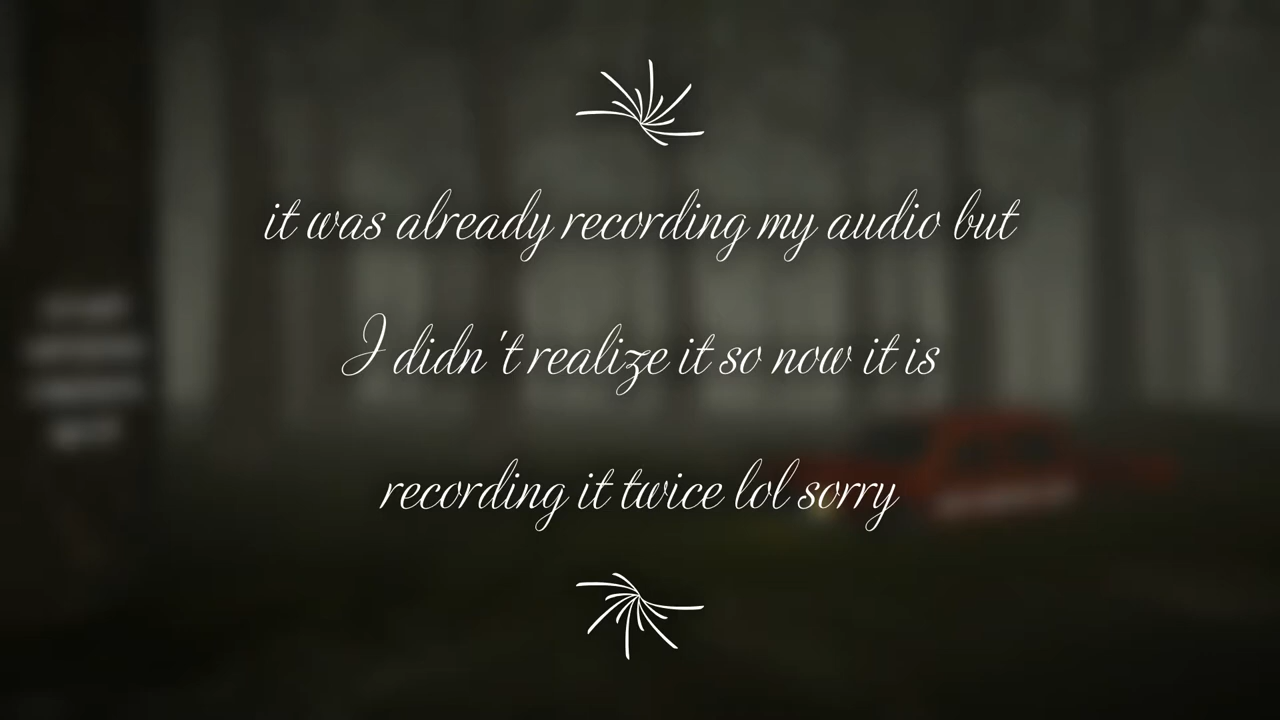 it was already recording my audio but
I didn't realize it so now it is
recording it twice lol sorry